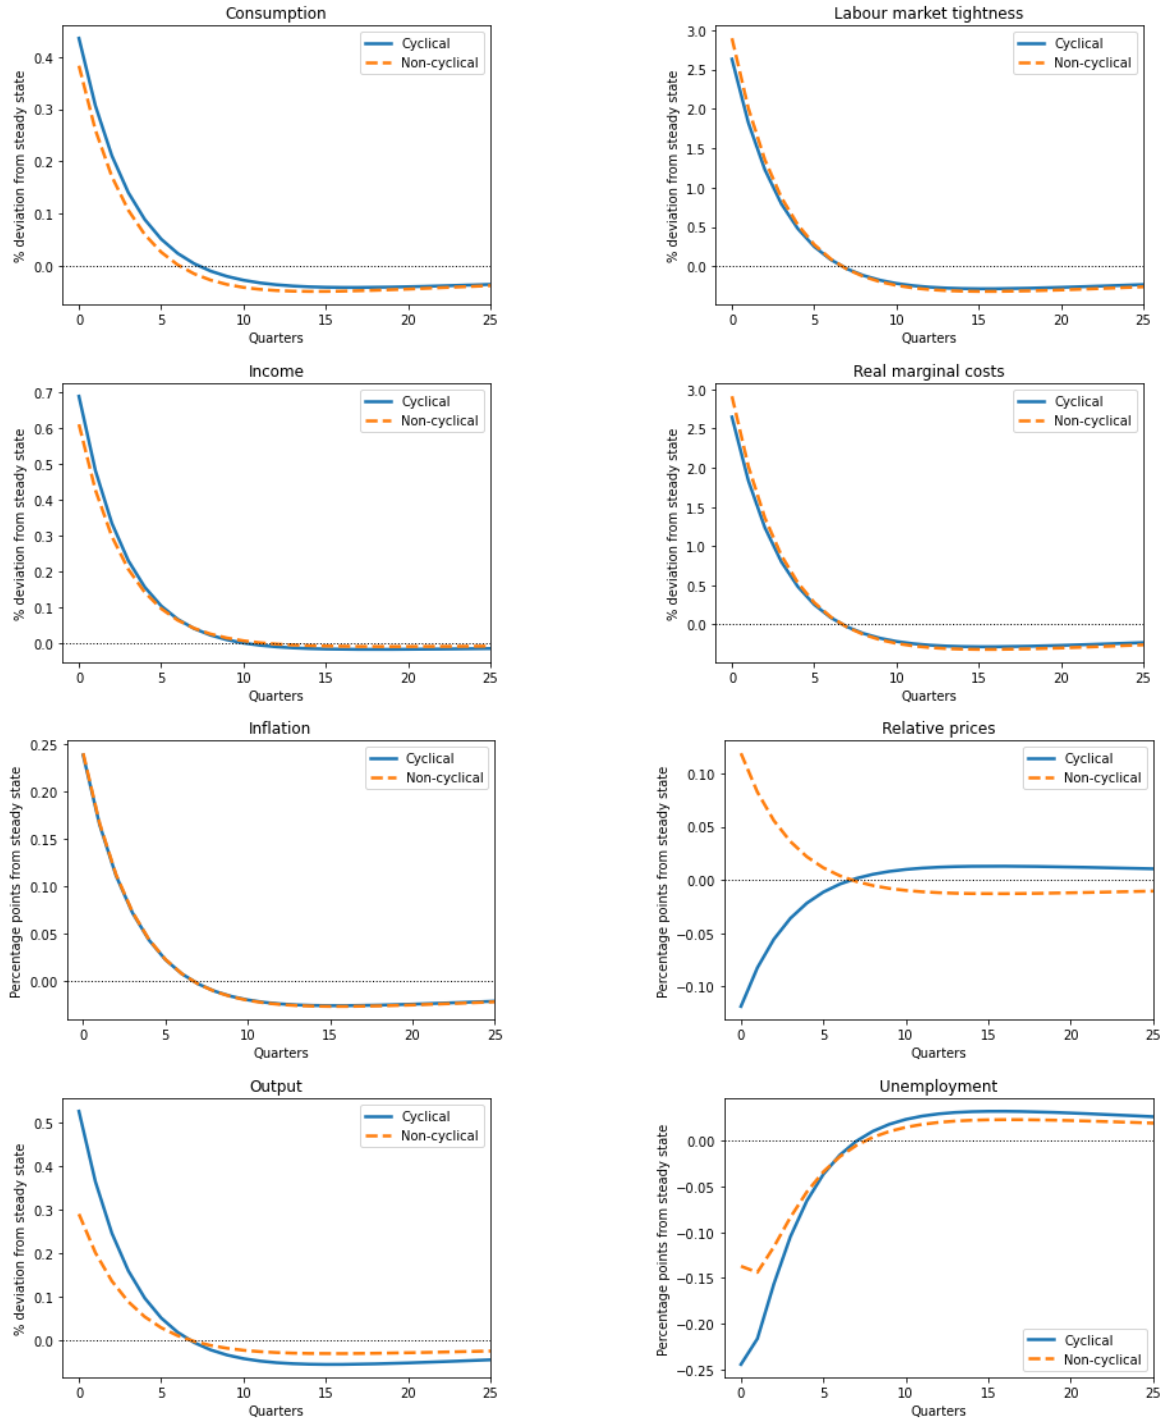 Consumption
% deviation from steady state
0.4
0.3
0.2
0.1
0.0
Cyclical
Non-cyclical
0 5 10 15 20 25
Quarters
Labour market tightness
% deviation from steady state
3.0
2.5
2.0
1.5
1.0
0.5
0.0
Cyclical
Non-cyclical
0 5 10 15 20 25
Quarters
Income
% deviation from steady state
0.7
0.6
0.5
0.4
0.3
0.2
0.1
0.0
Cyclical
Non-cyclical
0 5 10 15 20 25
Quarters
Real marginal costs
% deviation from steady state
3.0
2.5
2.0
1.5
1.0
0.5
0.0
Cyclical
Non-cyclical
0 5 10 15 20 25
Quarters
Inflation
Percentage points from steady state
0.25
0.20
0.15
0.10
0.05
0.00
Cyclical
Non-cyclical
0 5 10 15 20 25
Quarters
Relative prices
Percentage points from steady state
0.10
0.05
0.00
−0.05
−0.10
Cyclical
Non-cyclical
0 5 10 15 20 25
Quarters
Output
% deviation from steady state
0.5
0.4
0.3
0.2
0.1
0.0
Cyclical
Non-cyclical
0 5 10 15 20 25
Quarters
Unemployment
Percentage points from steady state
0.00
−0.05
−0.10
−0.15
−0.20
−0.25
Cyclical
Non-cyclical
0 5 10 15 20 25
Quarters